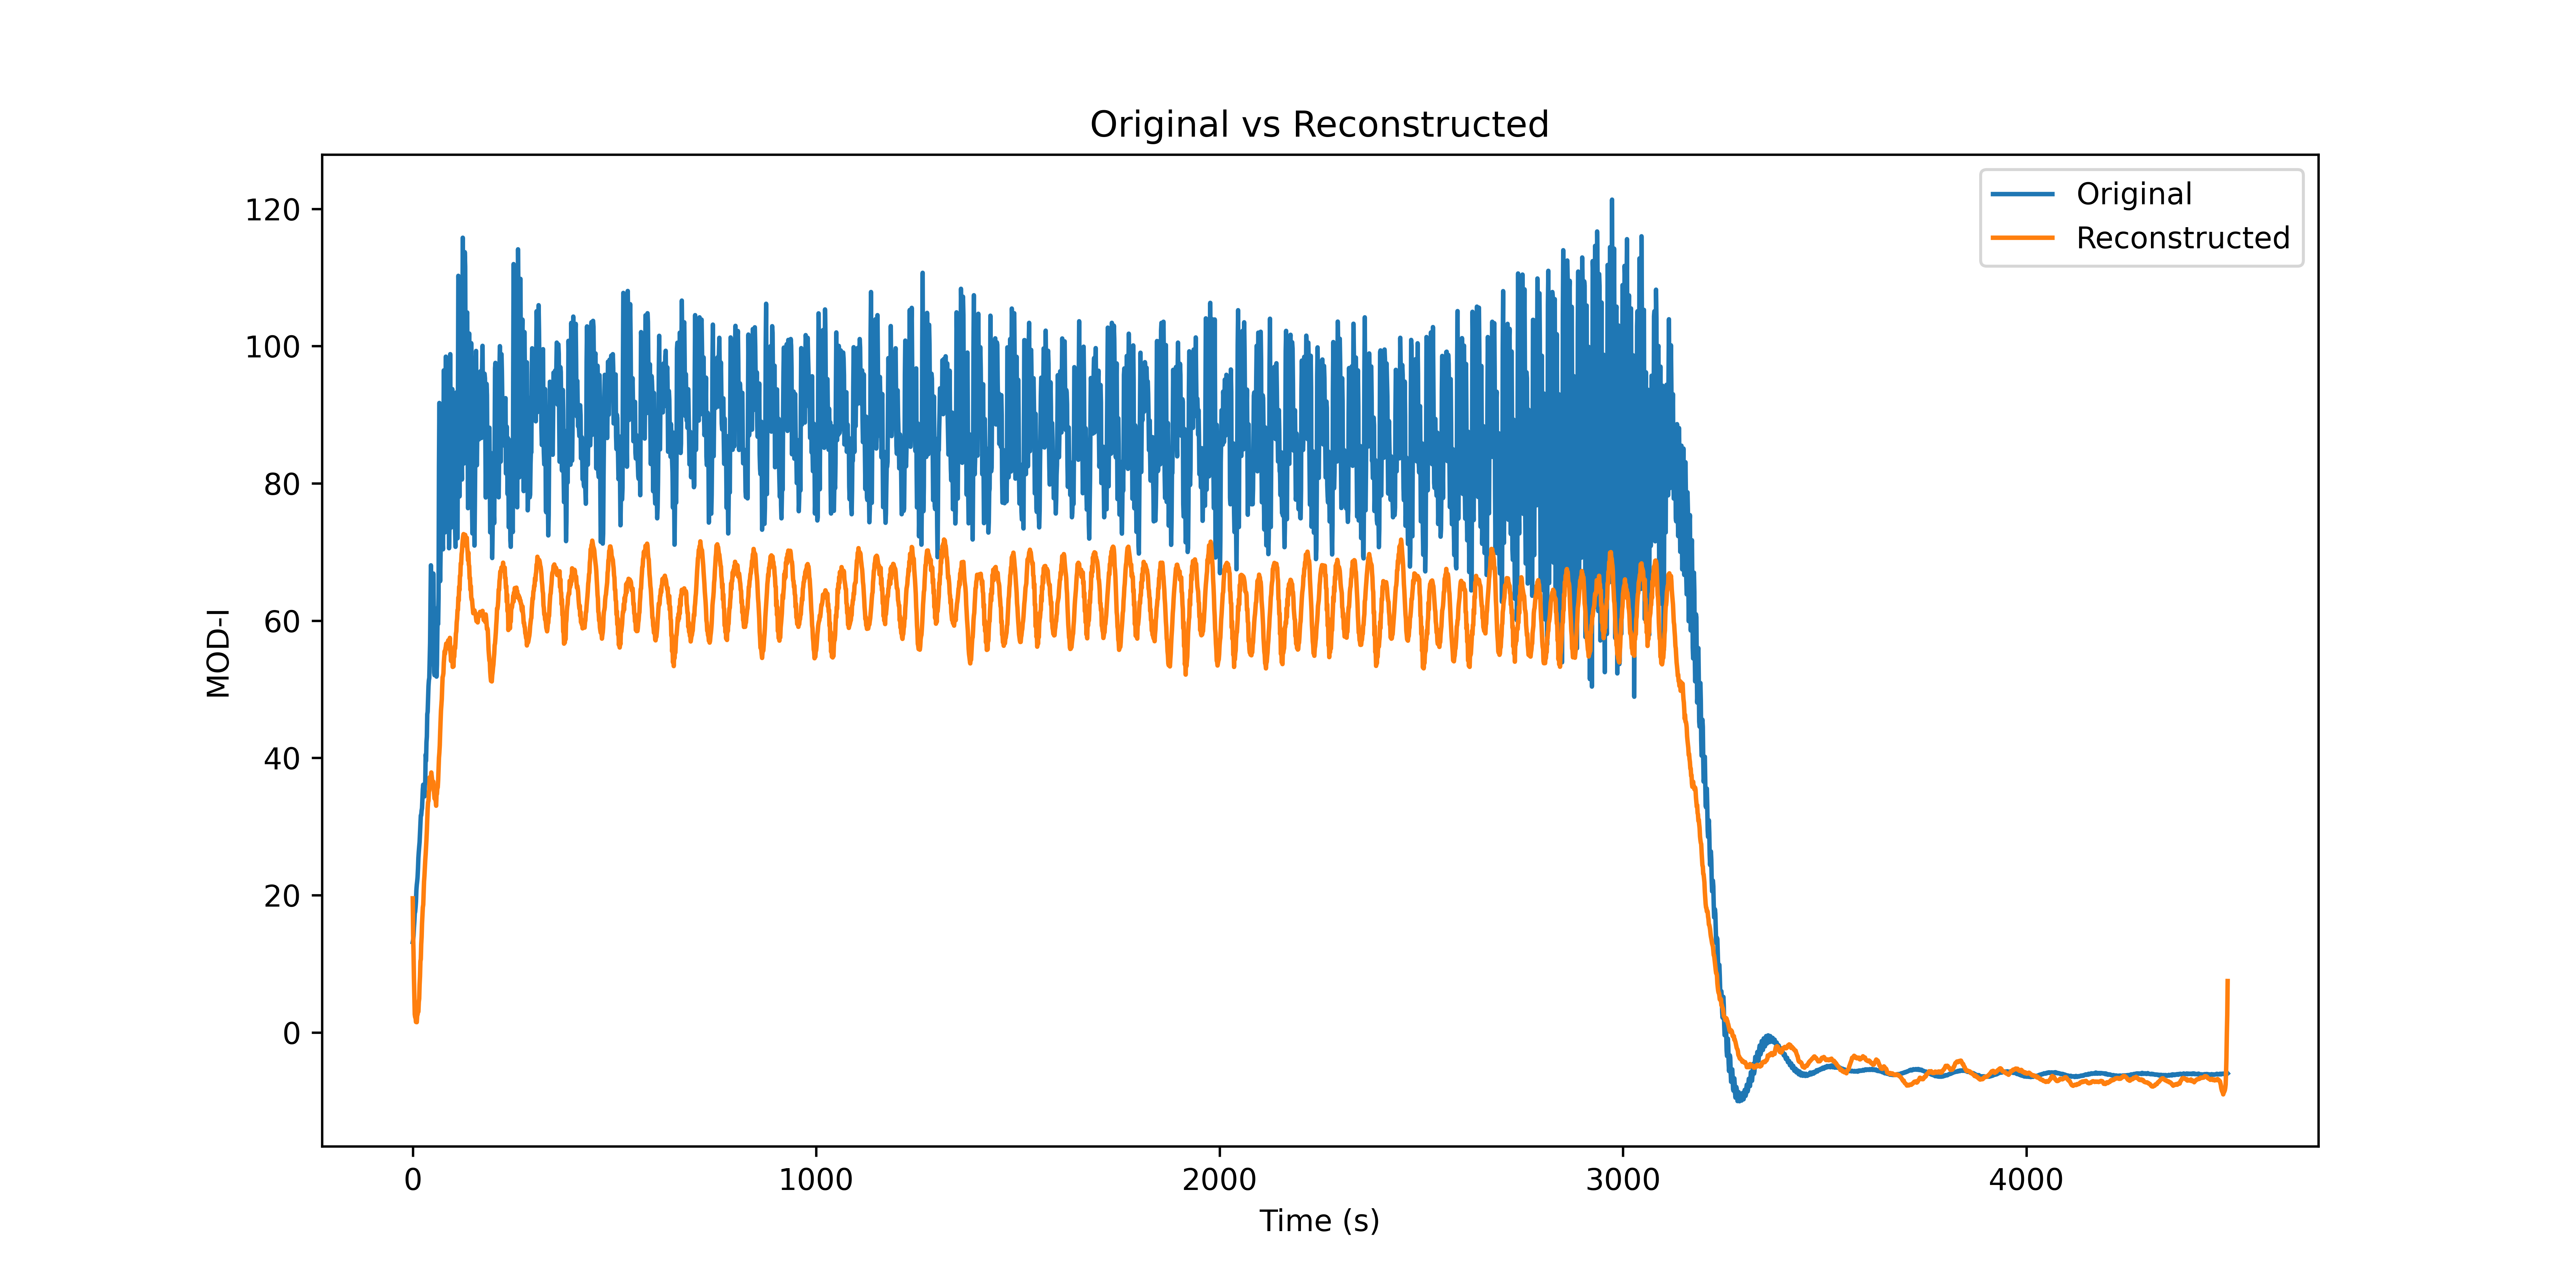 Original vs Reconstructed
Original
Reconstructed
120
100
80
60
40
20
0
MOD-I
0 1000 2000 3000 4000
Time (s)